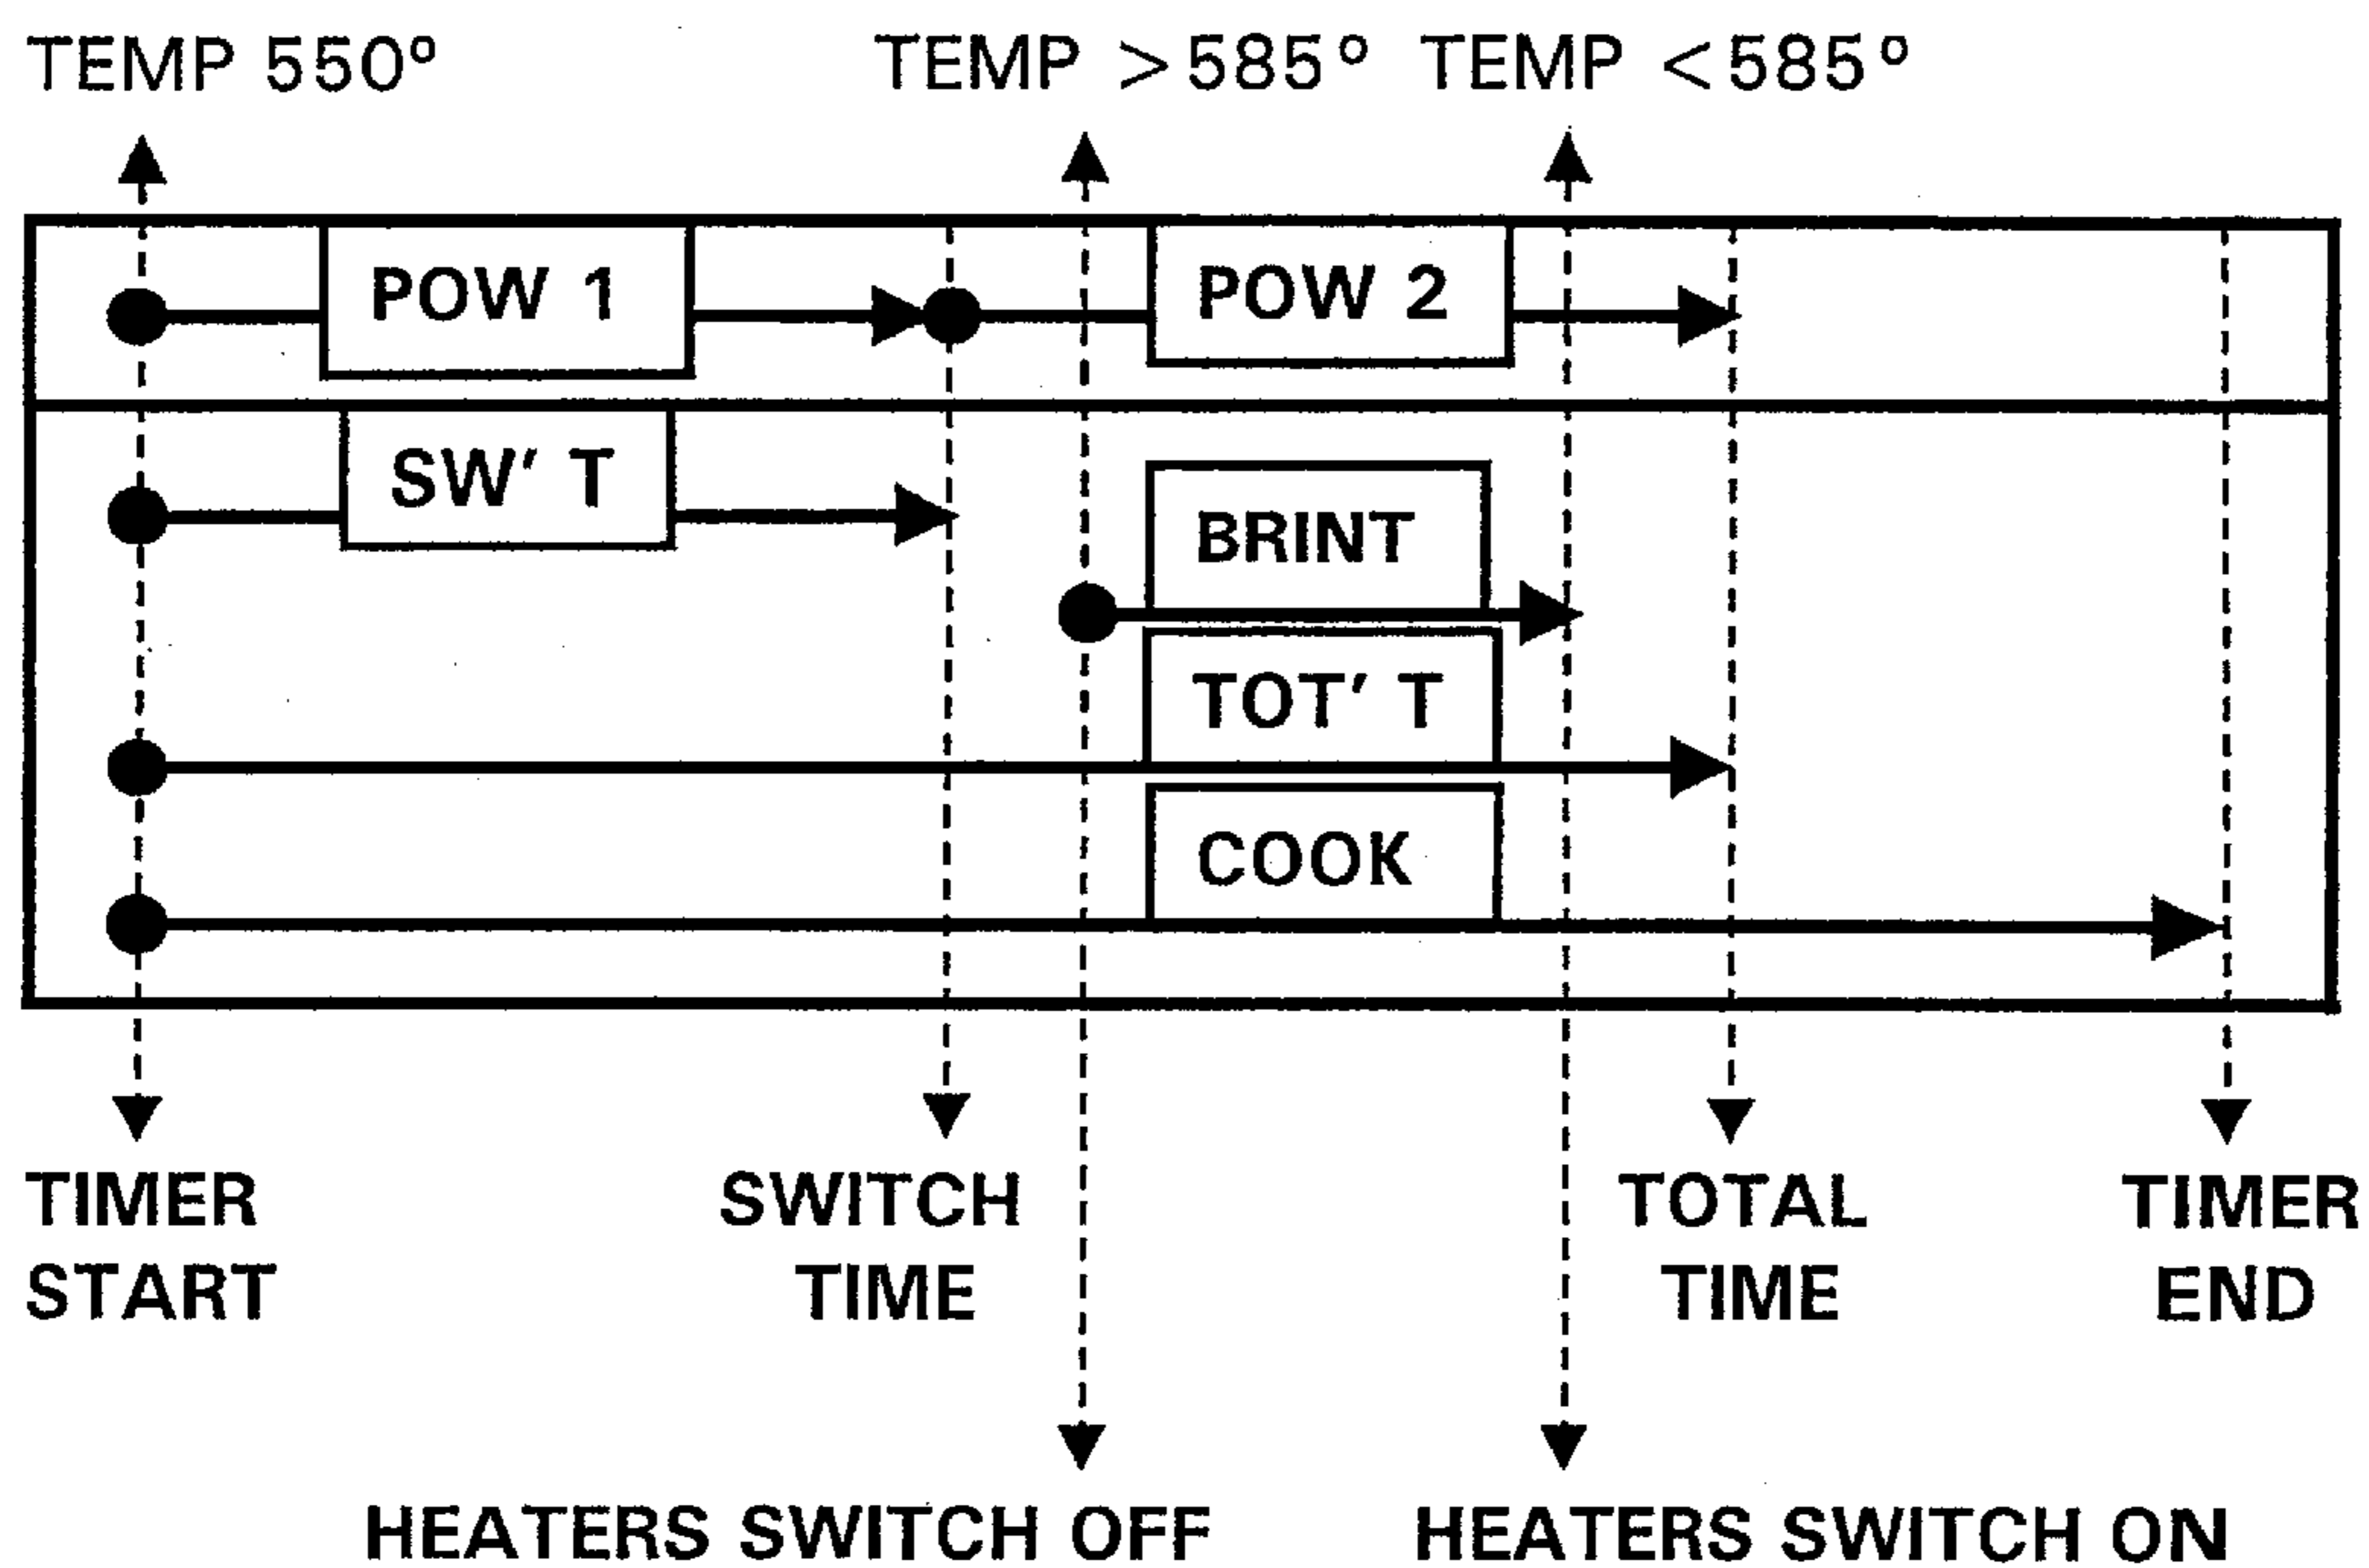 TEMP 550°
TEMP >585°
TEMP <585°
POW 1
POW 2
SW' T
BRINT
TOT' T
COOK
TIMER
START
SWITCH
TIME
TOTAL
TIME
TIMER
END
HEATERS SWITCH OFF
HEATERS SWITCH ON